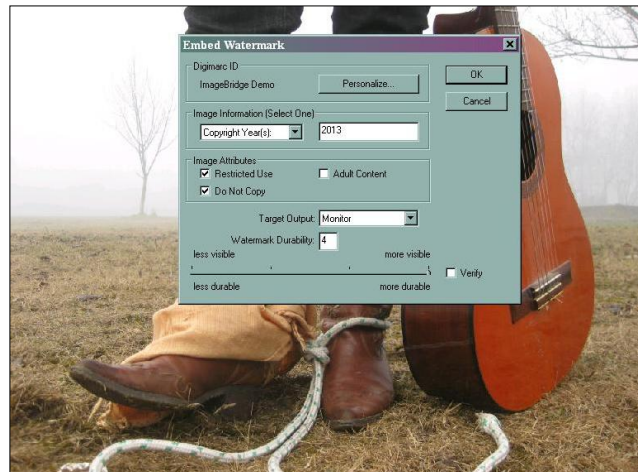 Embed Watermark
Digimarc ID
ImageBridge Demo
Personalize...
OK
Cancel
Image Information (Select One)
Copyright Year(s):
2013
Image Attributes
Restricted Use
Adult Content
Do Not Copy
Target Output:
Monitor
Watermark Durability:
4
less visible
more visible
less durable
more durable
Verify